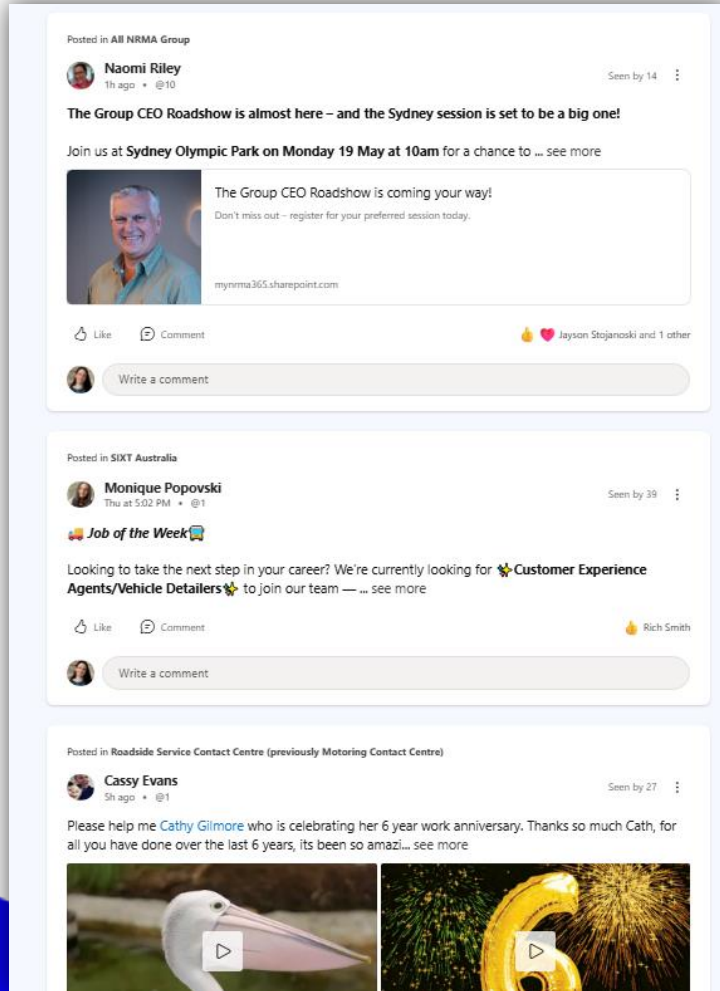 Posted in All NRMA Group
Naomi Riley
1h ago • @10
Seen by 14
The Group CEO Roadshow is almost here – and the Sydney session is set to be a big one!
Join us at Sydney Olympic Park on Monday 19 May at 10am for a chance to ... see more
The Group CEO Roadshow is coming your way!
Don't miss out – register for your preferred session today.
mynrma365.sharepoint.com
Like
Comment
Jayson Stojanoski and 1 other
Write a comment
Posted in SIXT Australia
Monique Popovski
Thu at 5:02 PM • @1
Seen by 39
🚚 Job of the Week🚍
Looking to take the next step in your career? We're currently looking for ✨Customer Experience
Agents/Vehicle Detailers✨ to join our team — ... see more
Like
Comment
Rich Smith
Write a comment
Posted in Roadside Service Contact Centre (previously Motoring Contact Centre)
Cassy Evans
5h ago • @1
Seen by 27
Please help me Cathy Gilmore who is celebrating her 6 year work anniversary. Thanks so much Cath, for
all you have done over the last 6 years, its been so amazi... see more
6